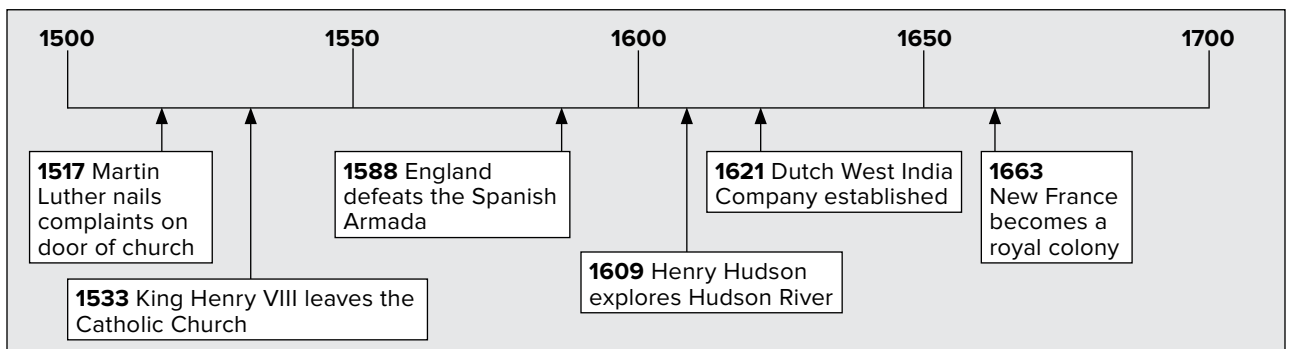 1500 1550 1600 1650 1700
1517 Martin
Luther nails
complaints on
door of church
1533 King Henry VIII leaves the
Catholic Church
1588 England
defeats the Spanish
Armada
1609 Henry Hudson
explores Hudson River
1621 Dutch West India
Company established
1663
New France
becomes a
royal colony